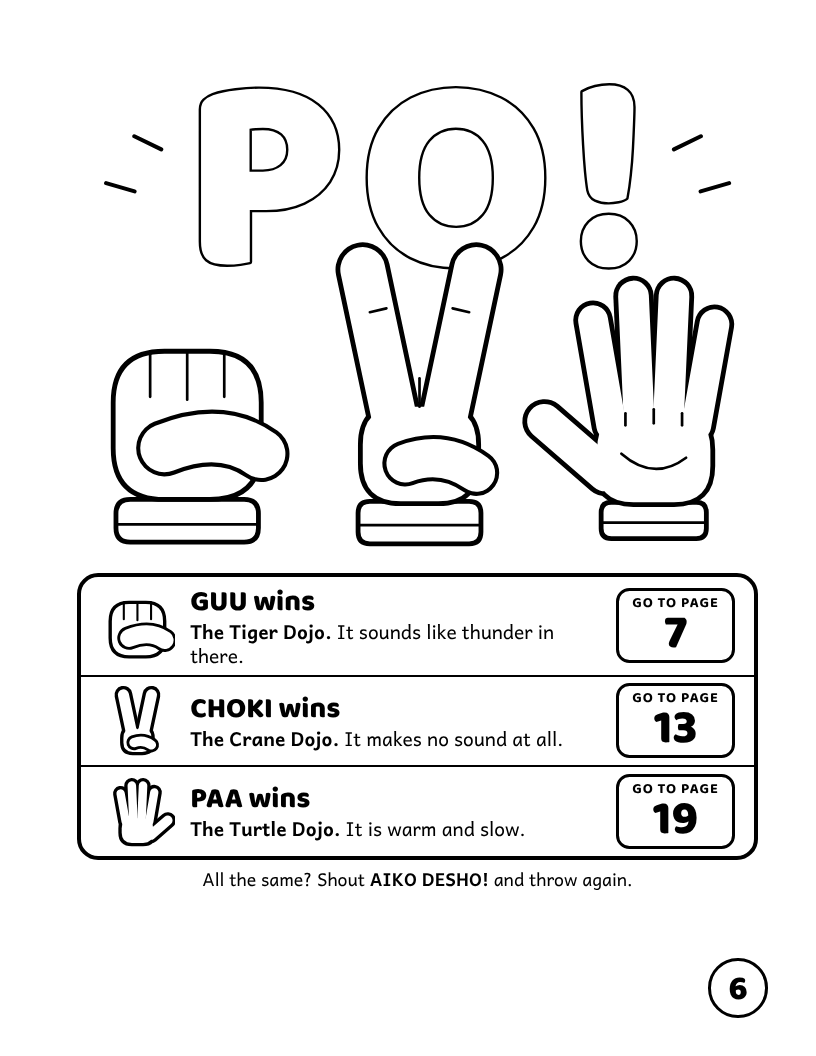 PO!
GUU wins
The Tiger Dojo. It sounds like thunder in
there.
GO TO PAGE
7
CHOKI wins
The Crane Dojo. It makes no sound at all.
GO TO PAGE
13
PAA wins
The Turtle Dojo. It is warm and slow.
GO TO PAGE
19
All the same? Shout AIKO DESHO! and throw again.
6